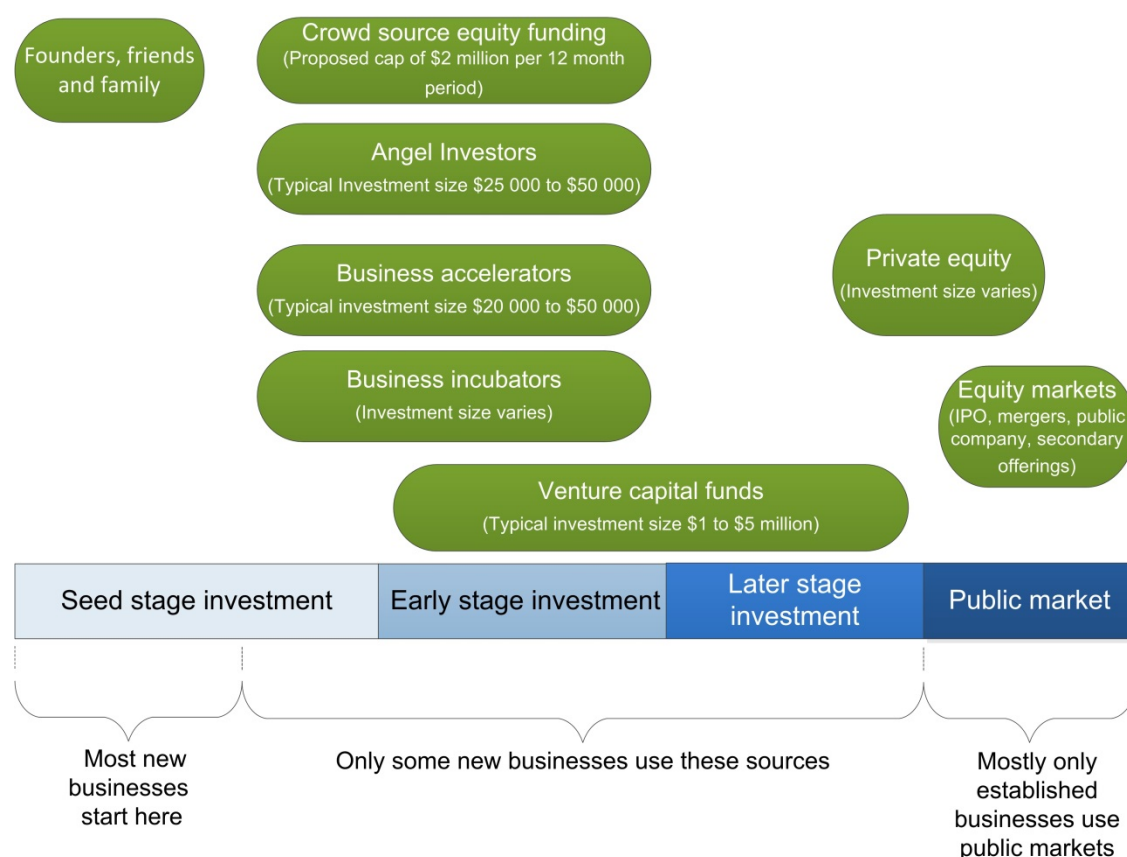 Founders, friends
and family
Crowd source equity funding
(Proposed cap of $2 million per 12 month
period)
Angel Investors
(Typical Investment size $25 000 to $50 000)
Business accelerators
(Typical investment size $20 000 to $50 000)
Business incubators
(Investment size varies)
Private equity
(Investment size varies)
Equity markets
(IPO, mergers, public
company, secondary
offerings)
Venture capital funds
(Typical investment size $1 to $5 million)
Seed stage investment
Early stage investment
Later stage
investment
Public market
Most new
businesses
start here
Only some new businesses use these sources
Mostly only
established
businesses use
public markets